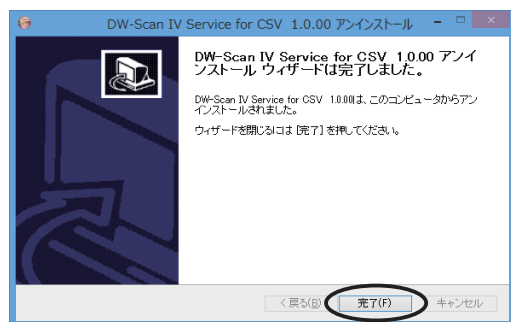 DW-Scan IV Service for CSV 1.0.00 アンインストール
DW-Scan IV Service for CSV 1.0.00 アンイ
ンストール ウィザードは完了しました。
DW-Scan IV Service for CSV 1.0.00は、このコンピュータからアン
インストールされました。
ウィザードを閉じるには [完了] を押してください。
< 戻る(B)
完了(F)
キャンセル